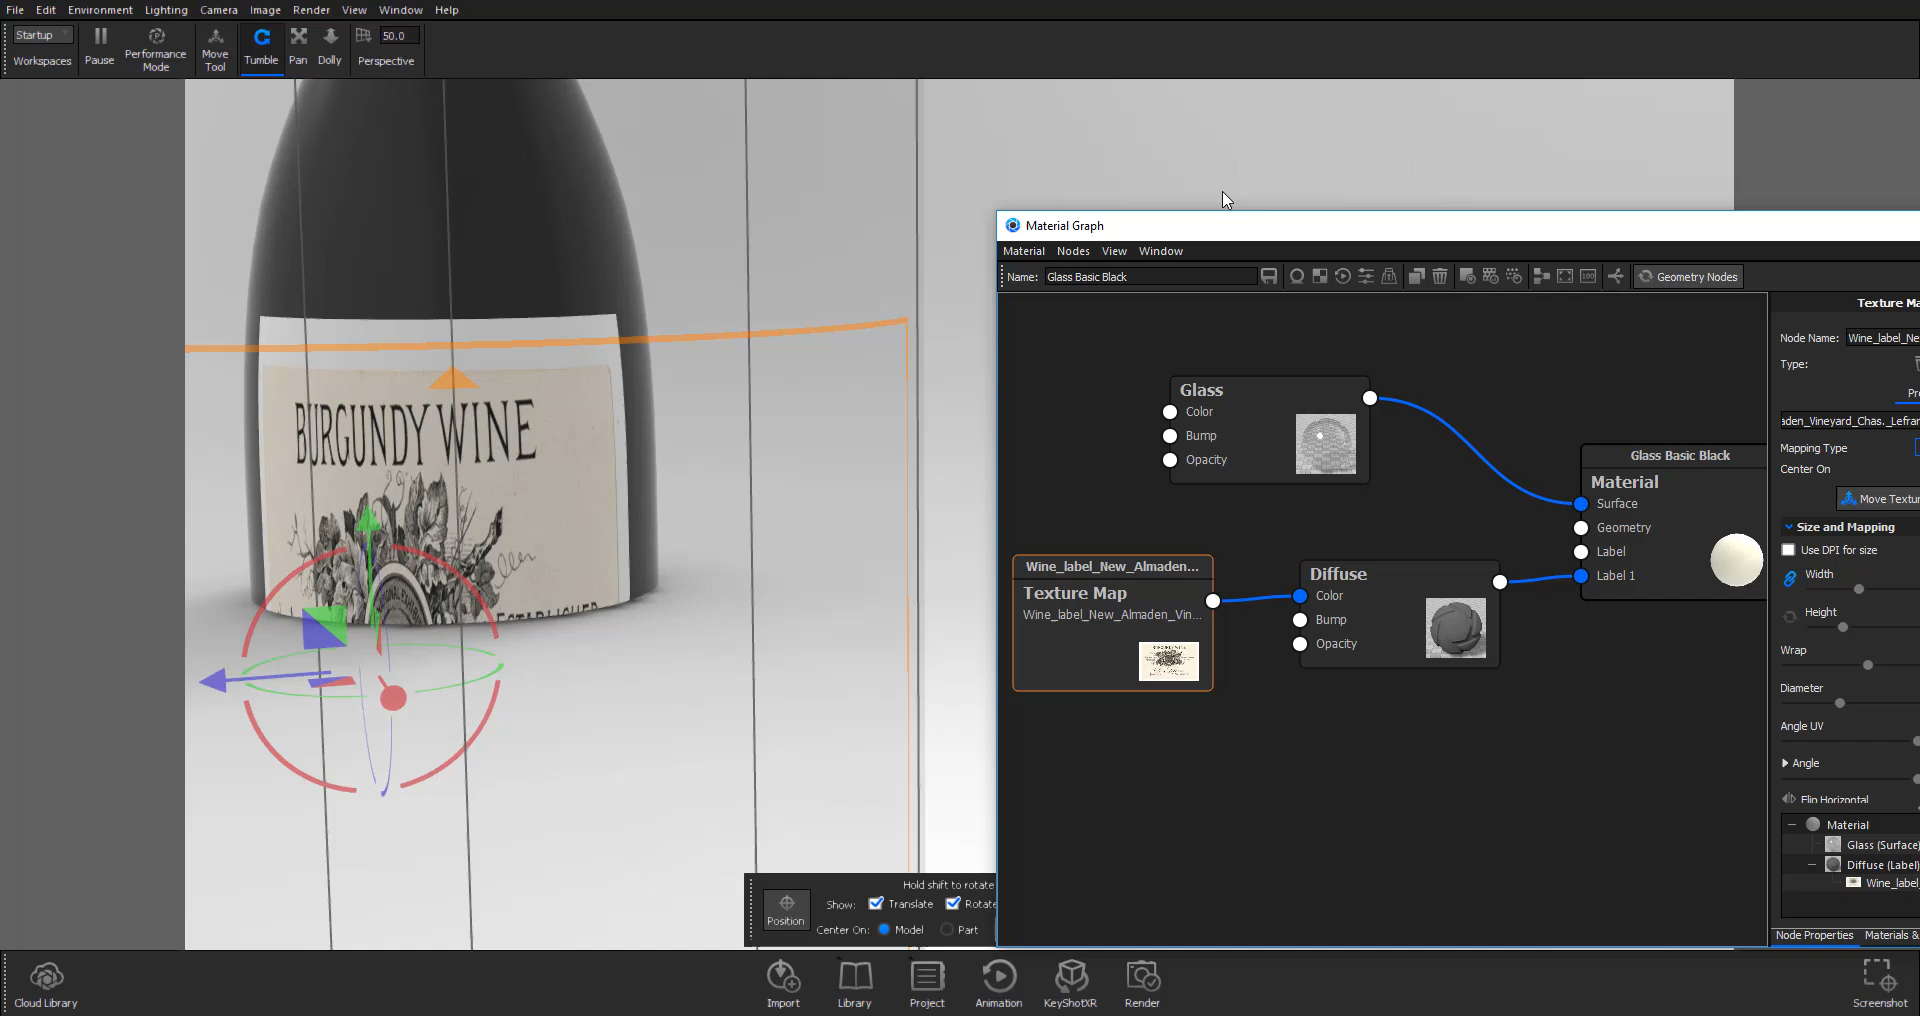 File Edit Environment Lighting Camera Image Render View Window Help
Startup
50.0
Workspaces Pause Performance Mode Move Tool Tumble Pan Dolly Perspective
BURGUNDY WINE
Material Graph
Material Nodes View Window
Name: Glass Basic Black
100
Geometry Nodes
Glass
Color
Bump
Opacity
Glass Basic Black
Material
Surface
Geometry
Label
Label 1
Wine_label_New_Almaden...
Texture Map
Wine_label_New_Almaden_Vin...
BURGUNDY WINE
Diffuse
Color
Bump
Opacity
Texture Ma
Node Name: Wine_label_Ne
Type:
Pro
aden_Vineyard_Chas._Lefran
Mapping Type
Center On
Move Textur
Size and Mapping
Use DPI for size
Width
Height
Wrap
Diameter
Angle UV
Angle
Flip Horizontal
Material
Glass (Surface)
Diffuse (Label)
Wine_label_
Node Properties Materials &
Hold shift to rotate
Position
Show: Translate Rotate
Center On: Model Part
Cloud Library Import Library Project Animation KeyShotXR Render Screenshot